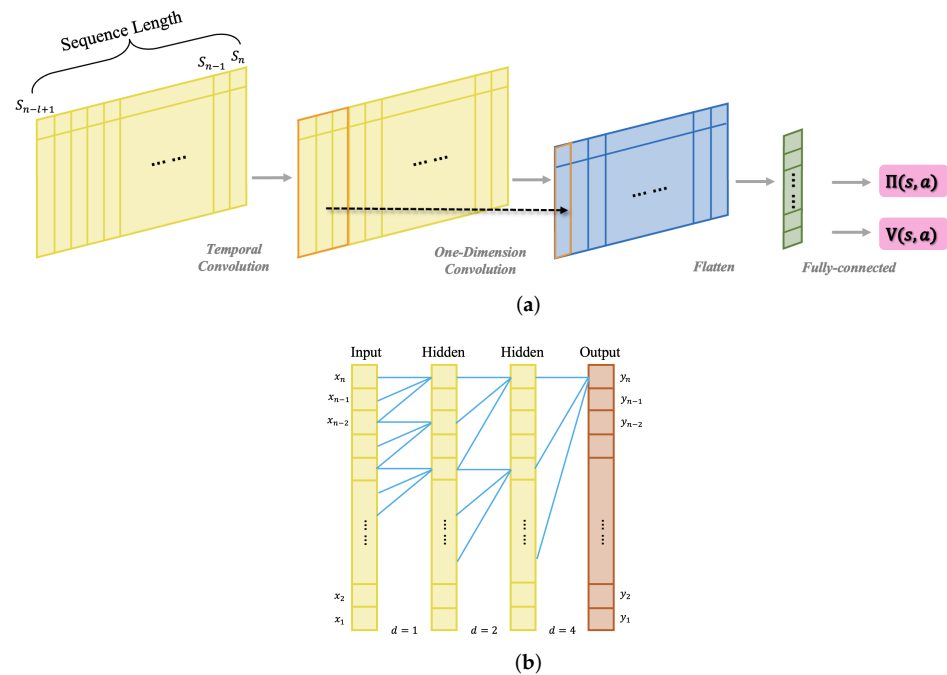 Sequence Length
S_{n-l+1}
S_{n-1} S_n
... ...
... ...
... ...
... ...
Π(s, a)
V(s, a)
Temporal
Convolution
One-Dimension
Convolution
Flatten
Fully-connected
(a)
Input Hidden Hidden Output
x_n y_n
x_{n-1} y_{n-1}
x_{n-2} y_{n-2}
x_2 y_2
x_1 y_1
d = 1 d = 2 d = 4
(b)